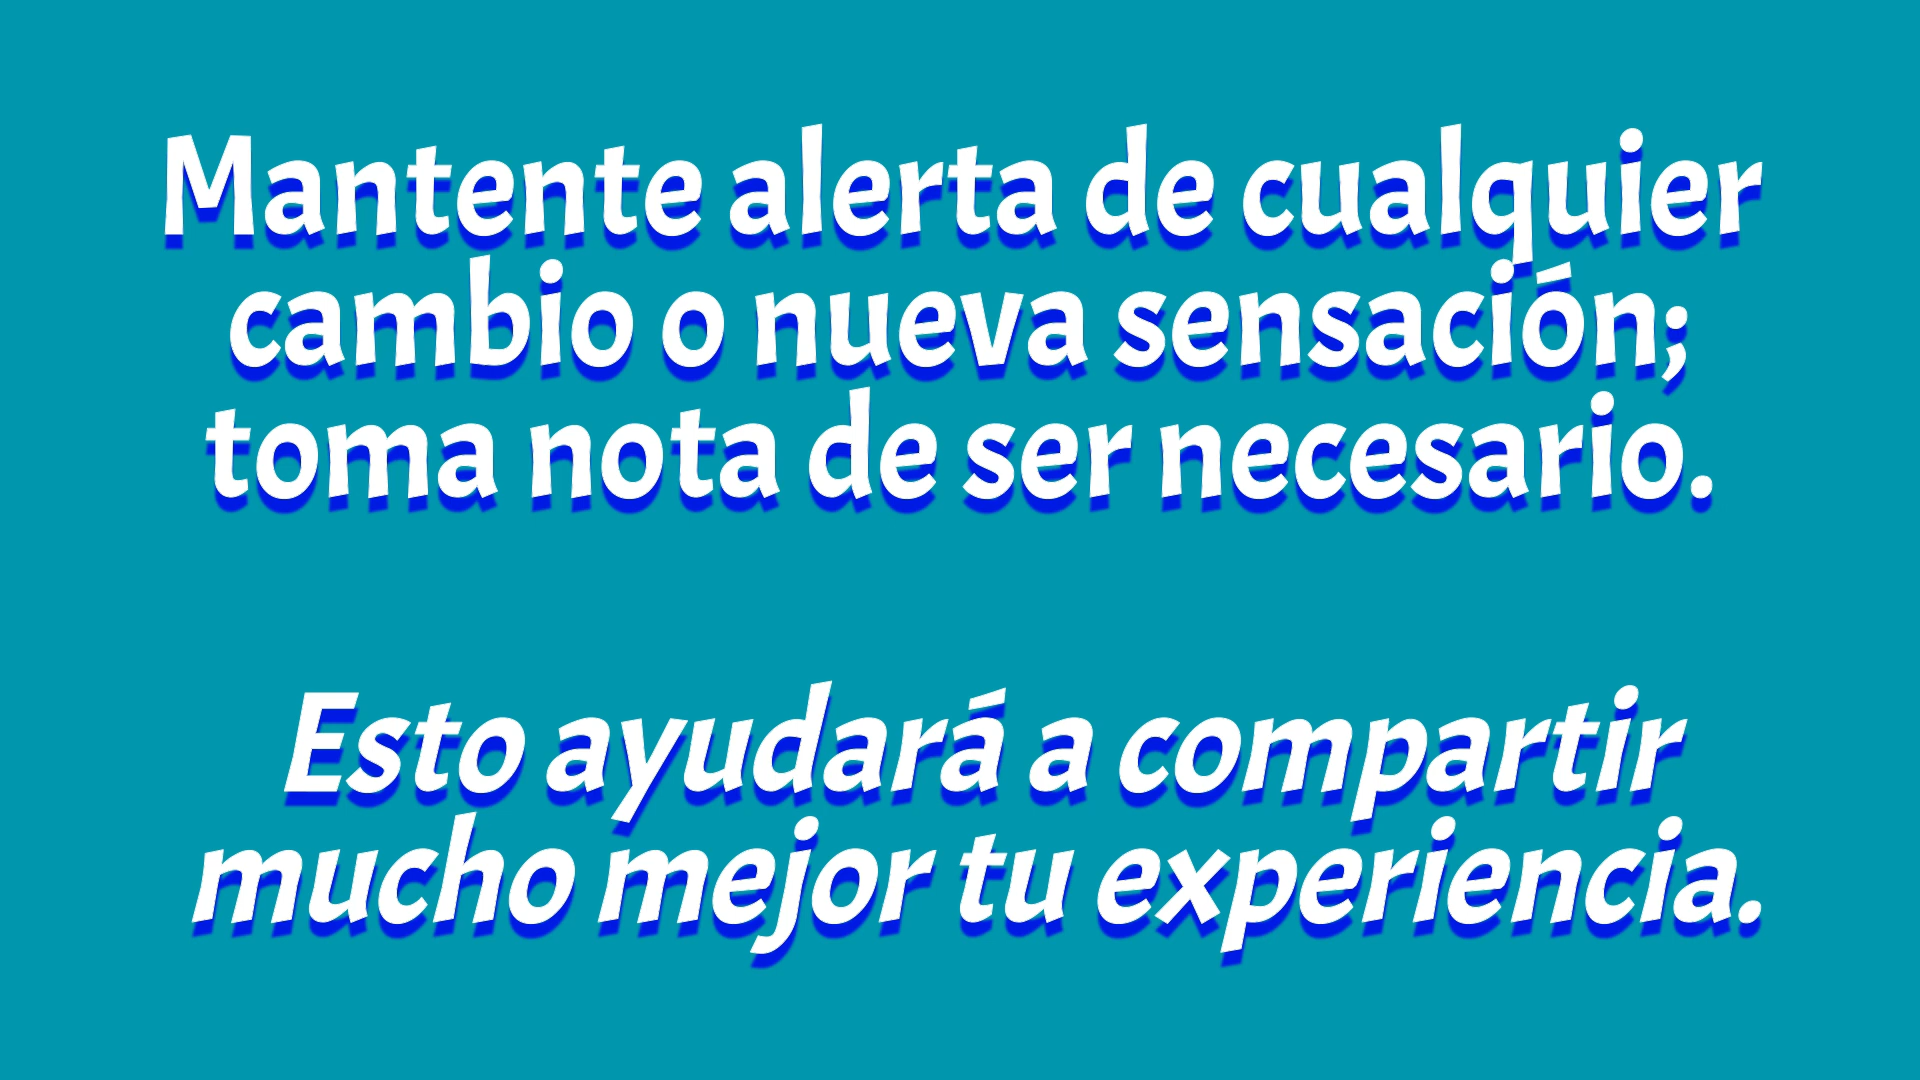 Mantente alerta de cualquier
cambio o nueva sensación;
toma nota de ser necesario.
Esto ayudará a compartir
mucho mejor tu experiencia.